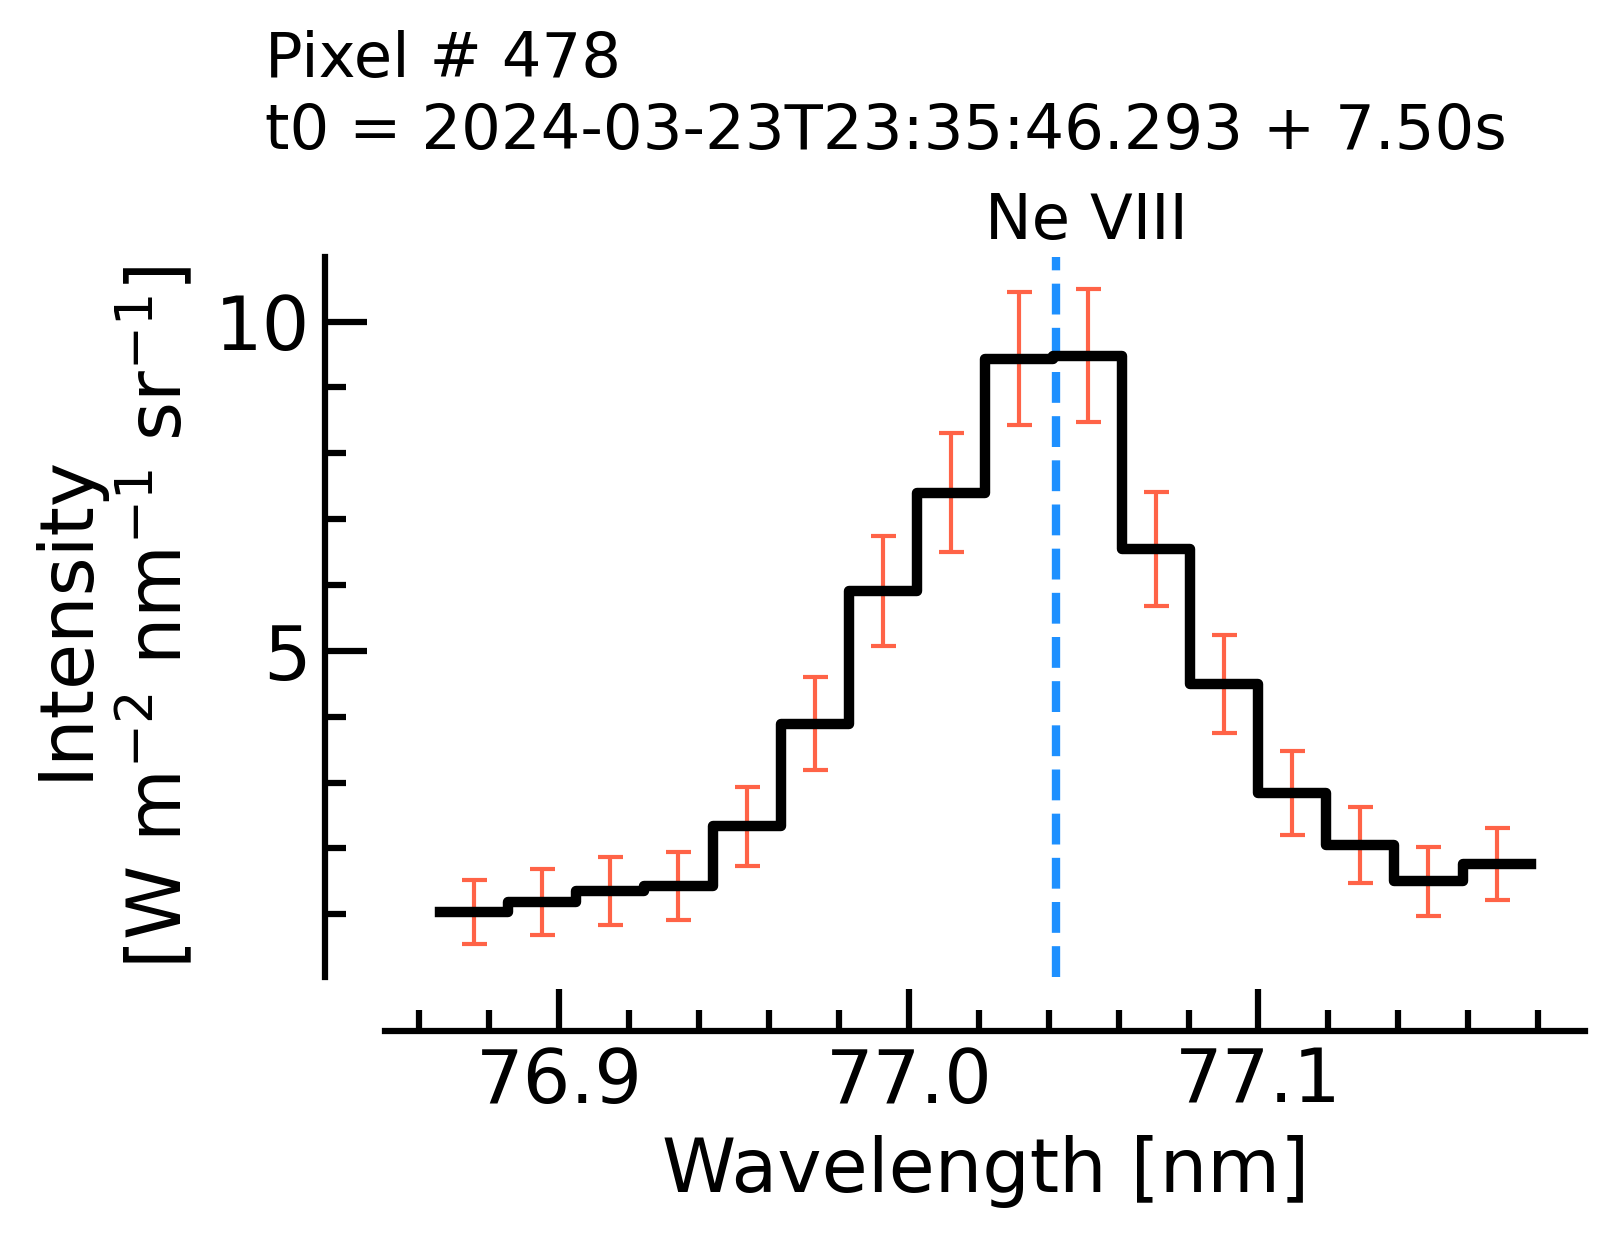 Pixel # 478
t0 = 2024-03-23T23:35:46.293 + 7.50s
Ne VIII
Intensity
[W m⁻² nm⁻¹ sr⁻¹]
10
5
76.9 77.0 77.1
Wavelength [nm]